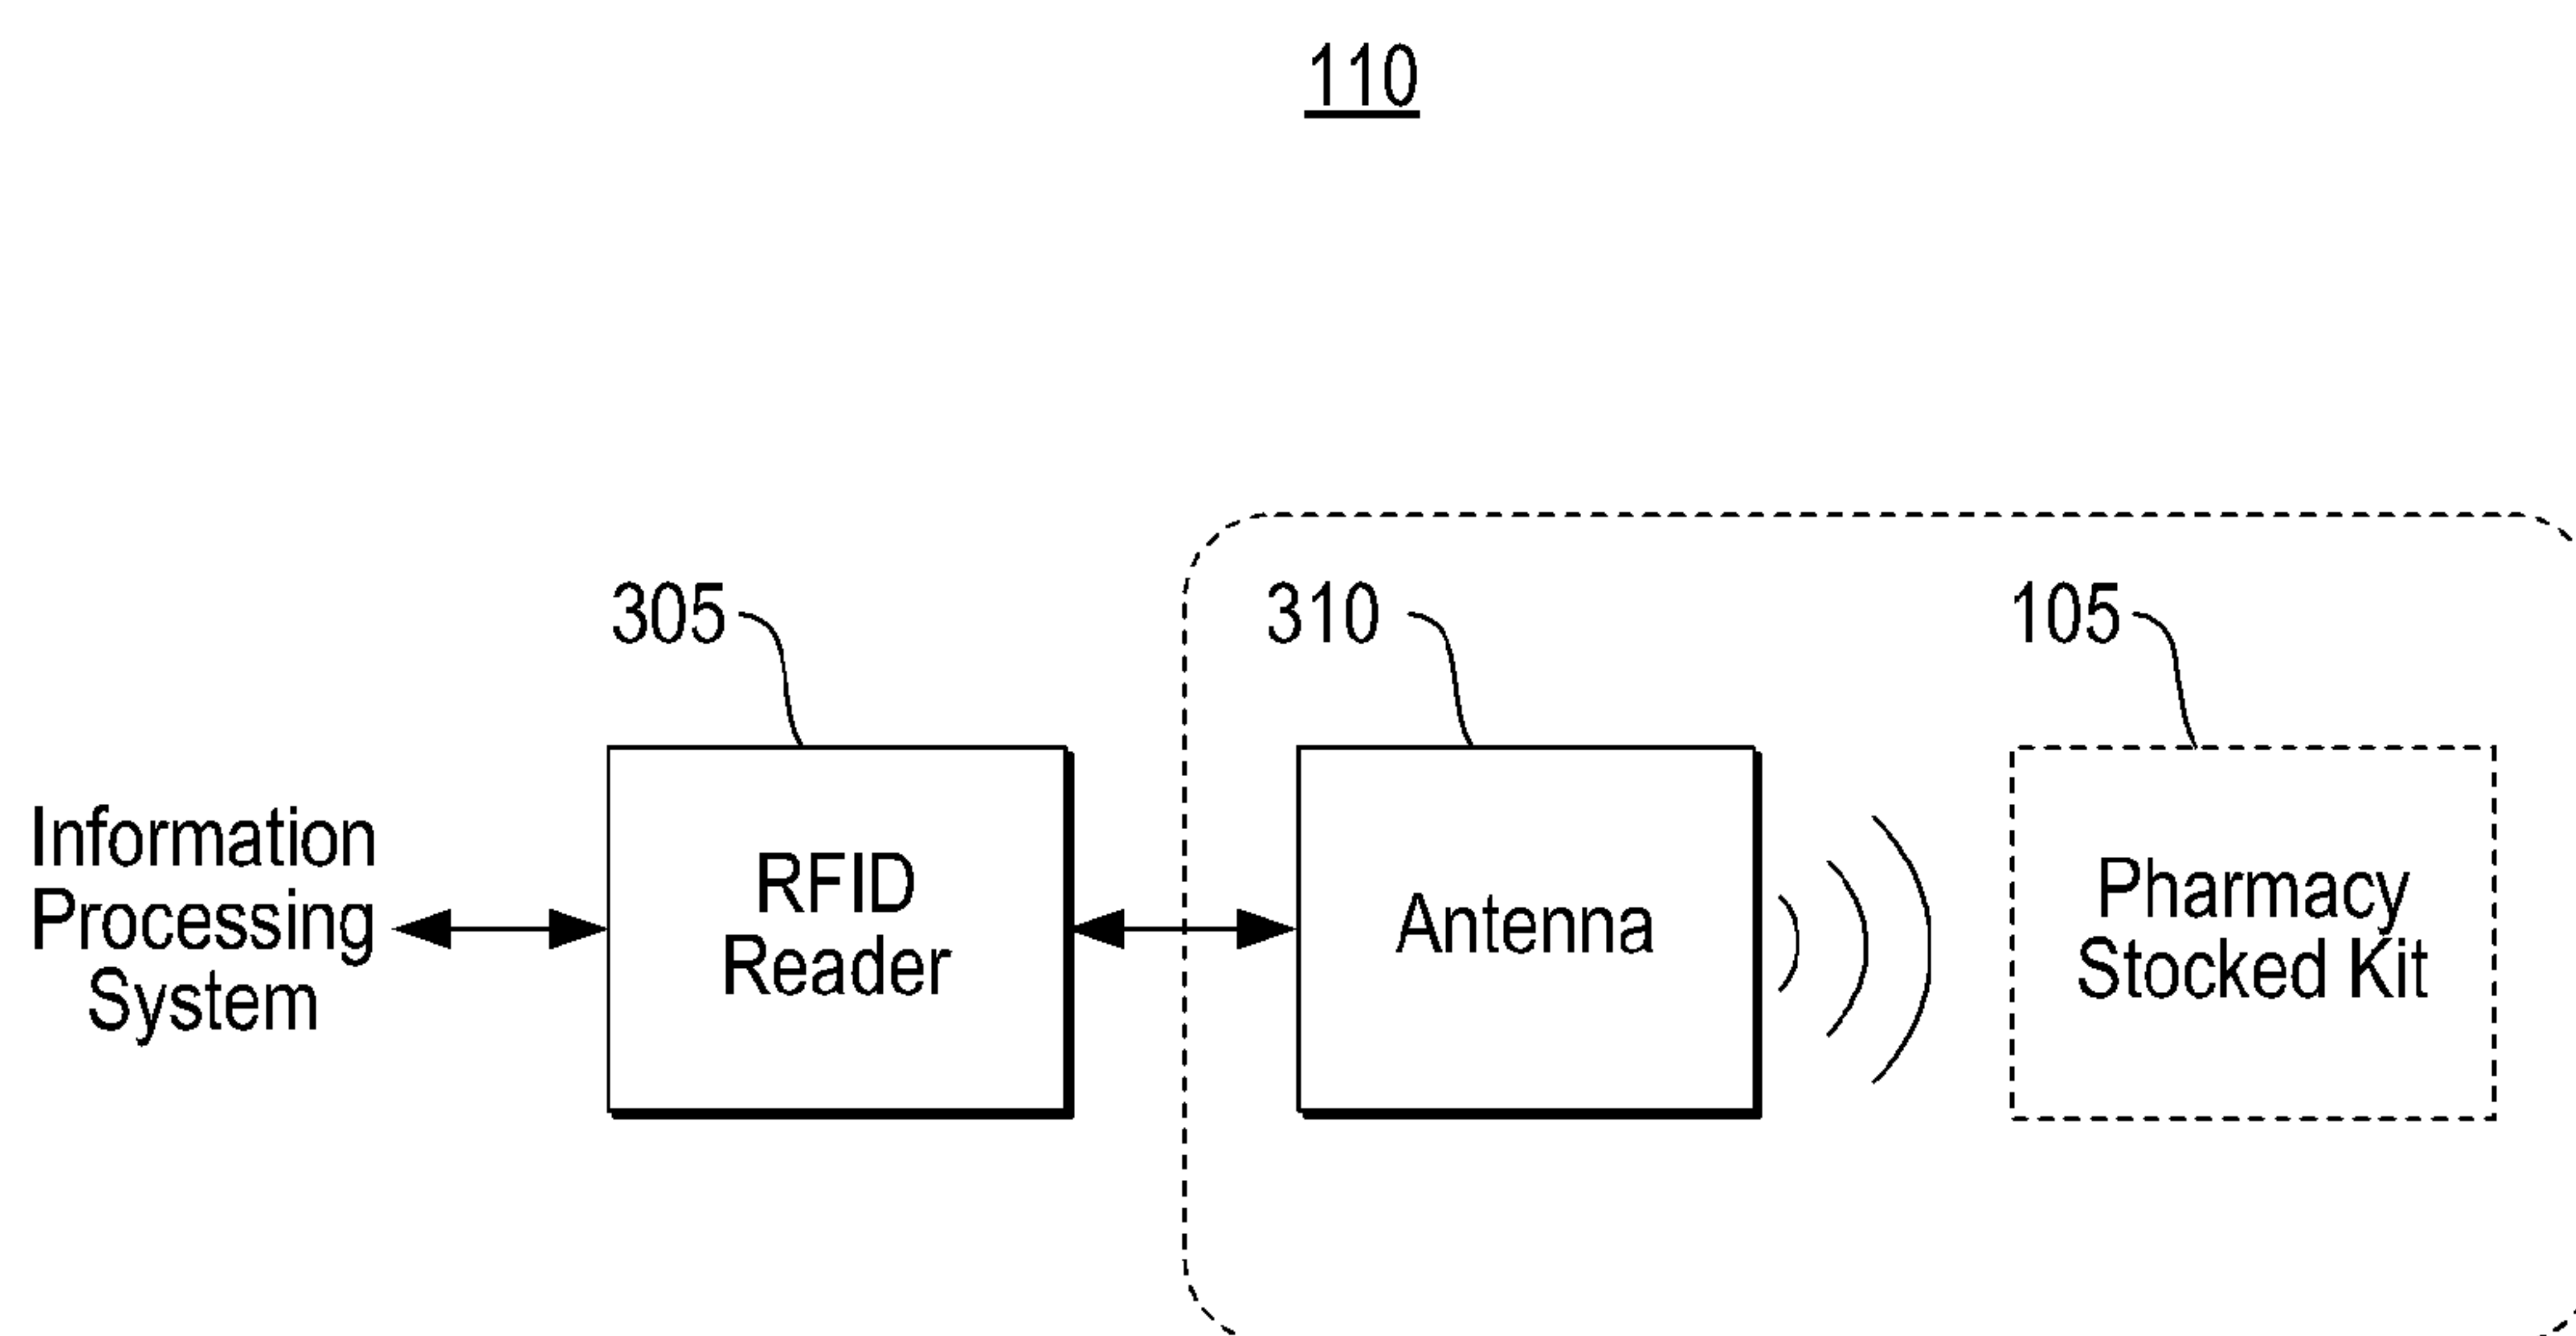 110
305
310
105
Information
Processing
System
RFID
Reader
Antenna
Pharmacy
Stocked Kit